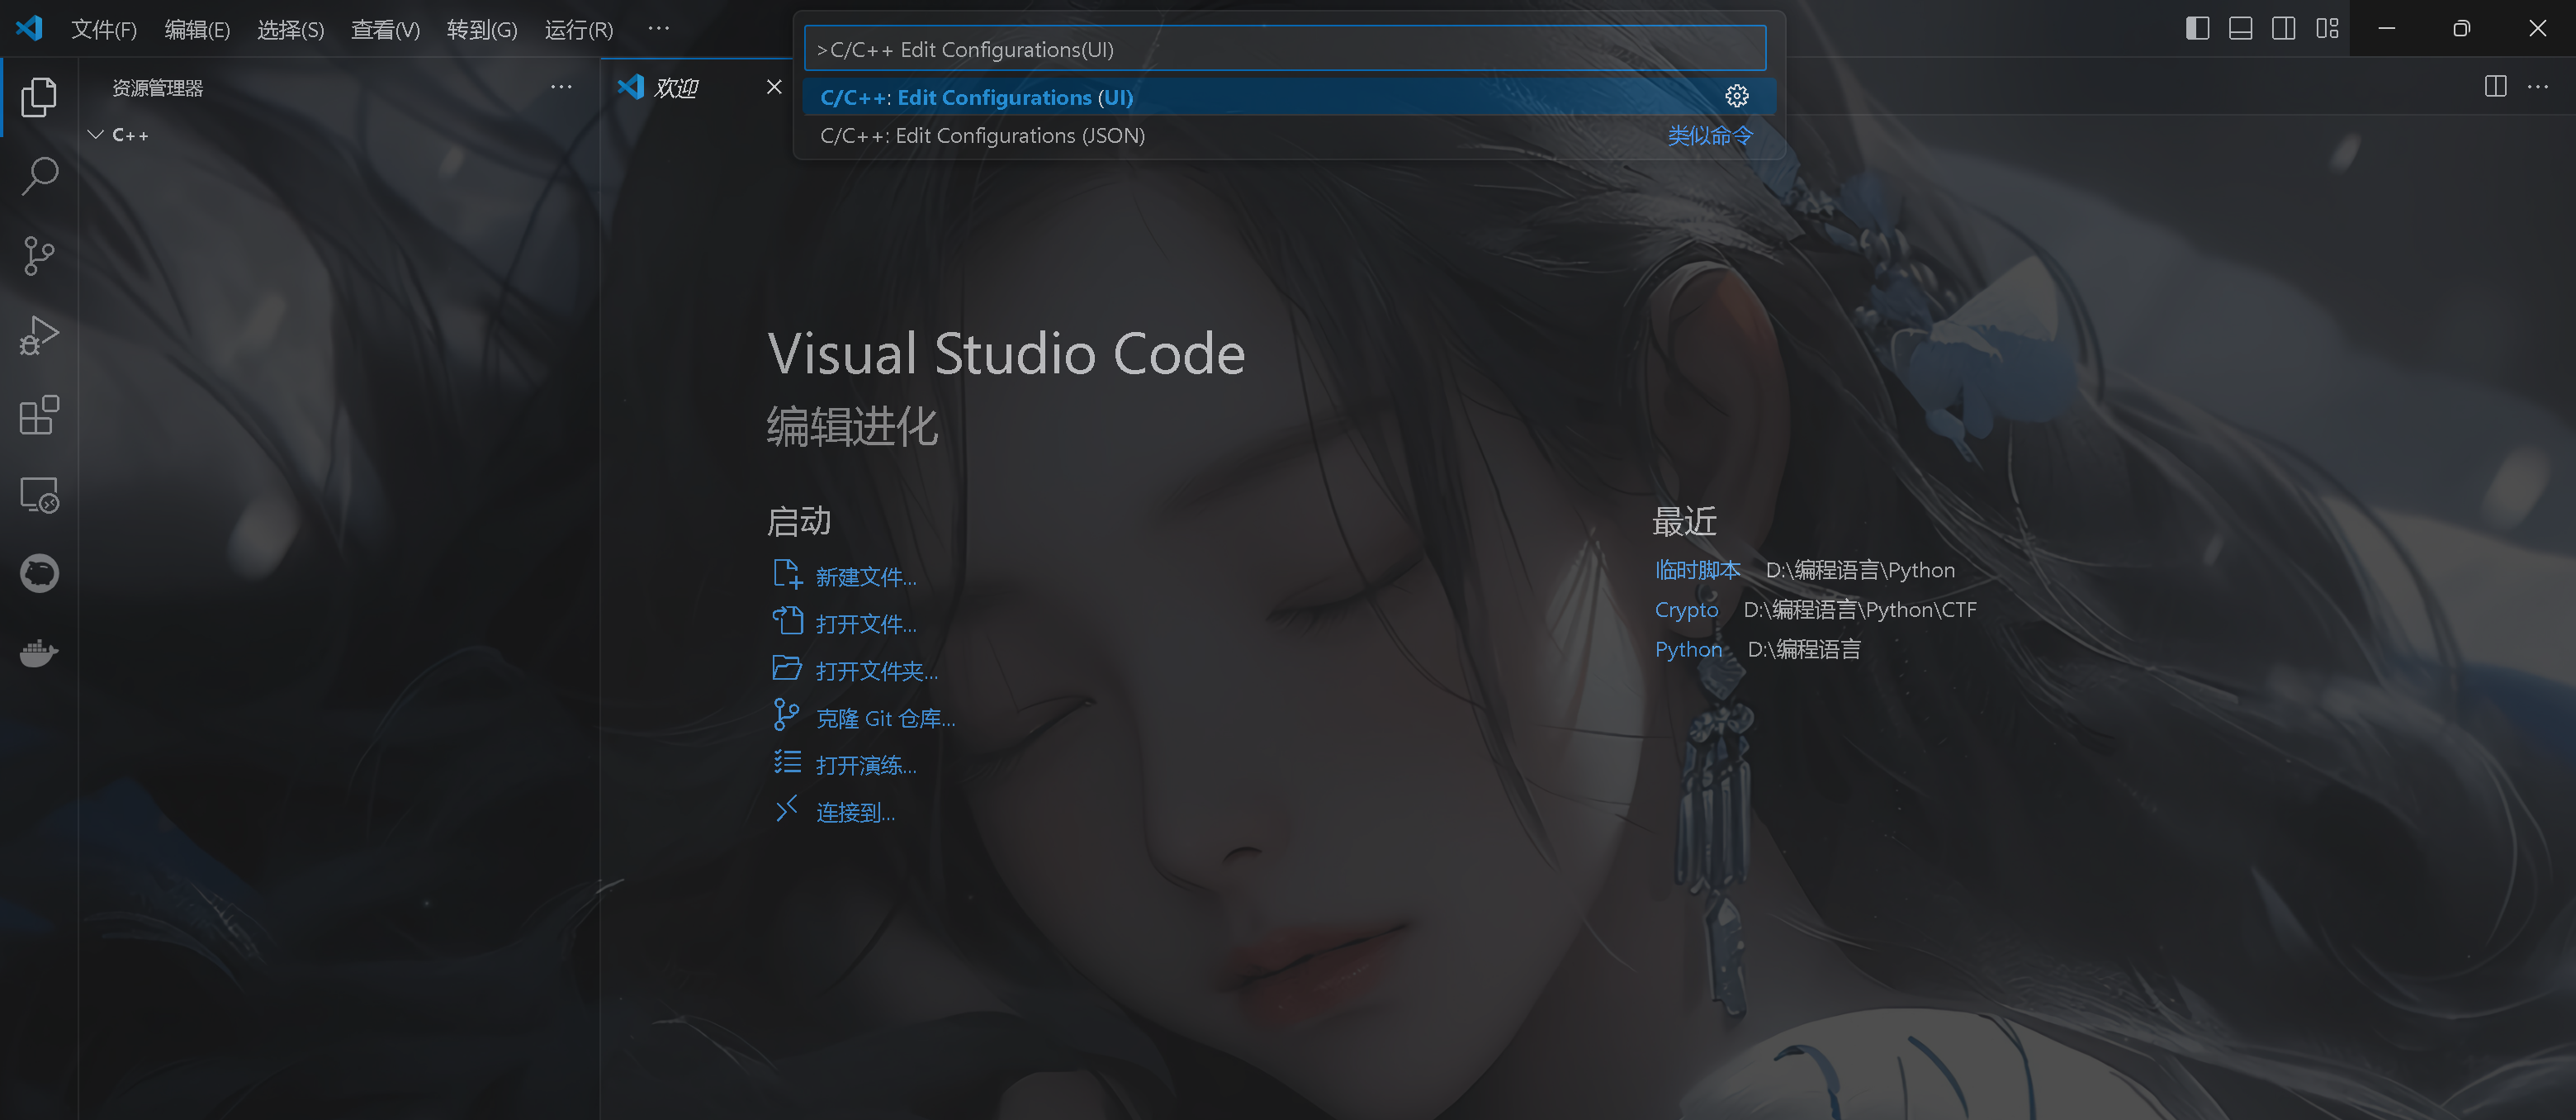 文件(F) 编辑(E) 选择(S) 查看(V) 转到(G) 运行(R) ···
>C/C++ Edit Configurations(UI)
C/C++: Edit Configurations (UI)
C/C++: Edit Configurations (JSON) 类似命令
资源管理器 ···
欢迎
C++
Visual Studio Code
编辑进化
启动
新建文件...
打开文件...
打开文件夹...
克隆 Git 仓库...
打开演练...
连接到...
最近
临时脚本 D:\编程语言\Python
Crypto D:\编程语言\Python\CTF
Python D:\编程语言